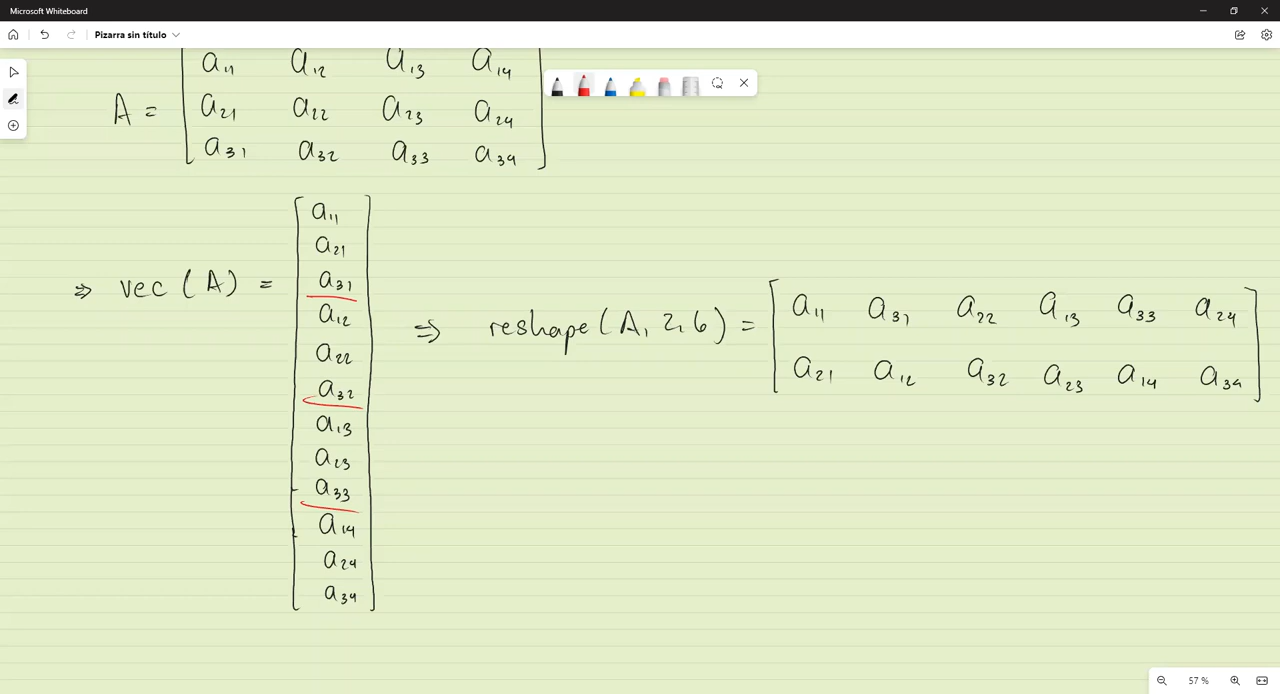 Microsoft Whiteboard
Pizarra sin título
a11 a12 a13 a14
A = a21 a22 a23 a24
a31 a32 a33 a34
a11
a21
⇒ vec (A) = a31
a12
a22
a32
a13
a23
a33
a14
a24
a34
a11 a31 a22 a13 a33 a24
⇒ reshape (A, 2, 6) =
a21 a12 a32 a23 a14 a34
57 %